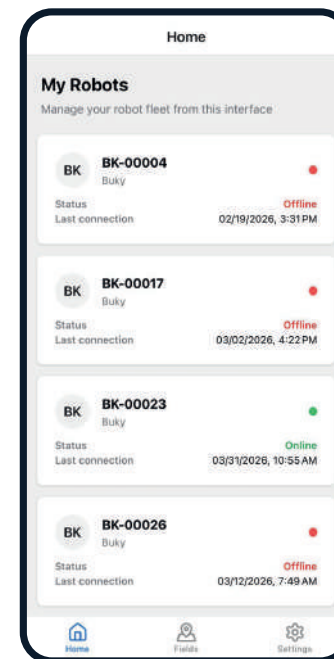 Home
My Robots
Manage your robot fleet from this interface
BK BK-00004
Buky
Status Offline
Last connection 02/19/2026, 3:31 PM
BK BK-00017
Buky
Status Offline
Last connection 03/02/2026, 4:22 PM
BK BK-00023
Buky
Status Online
Last connection 03/31/2026, 10:55 AM
BK BK-00026
Buky
Status Offline
Last connection 03/12/2026, 7:49 AM
Home Fields Settings